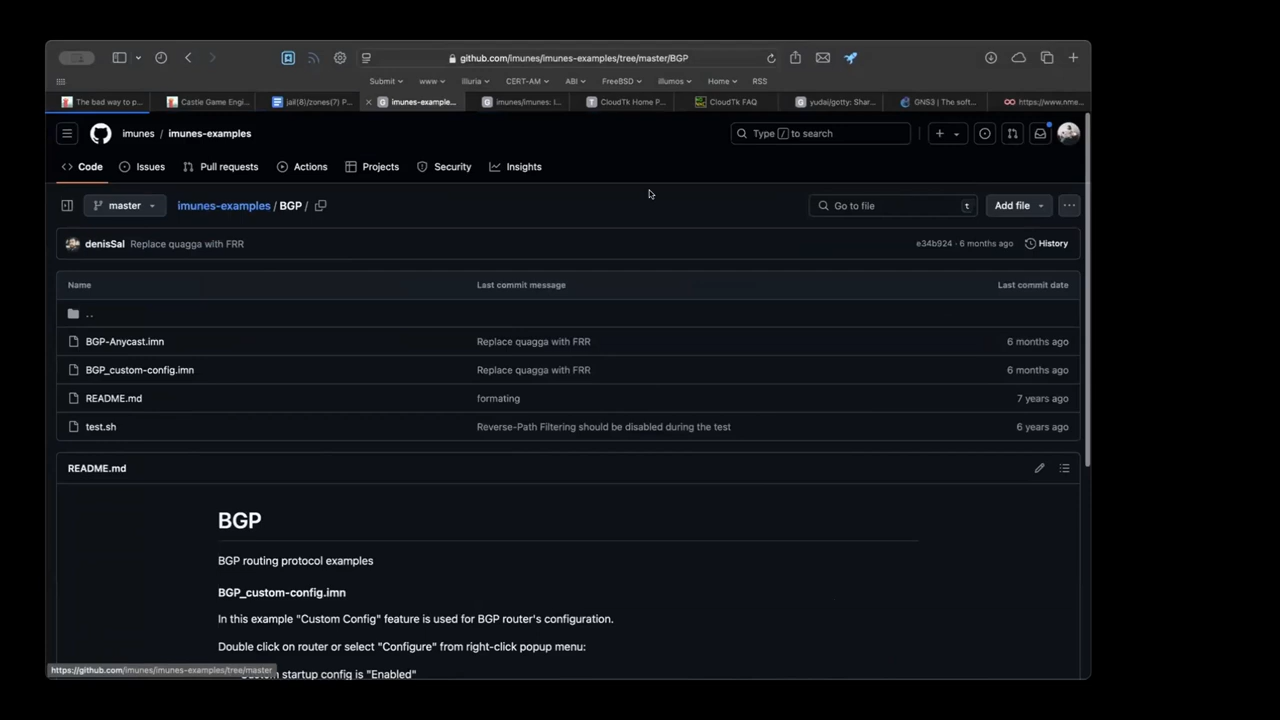 github.com/imunes/imunes-examples/tree/master/BGP
Submit www Illuria CERT-AM ABI FreeBSD illumos Home RSS
The bad way to p... Castle Game Engi... jail(8)/zones(7) P... imunes-example... imunes/imunes: I... CloudTk Home P... CloudTk FAQ yudai/gotty: Shar... GNS3 | The soft... https://www.nme...
imunes / imunes-examples Type / to search
Code Issues Pull requests Actions Projects Security Insights
master imunes-examples / BGP / Go to file t Add file
denisSal Replace quagga with FRR e34b924 · 6 months ago History
Name Last commit message Last commit date
..
BGP-Anycast.imn Replace quagga with FRR 6 months ago
BGP_custom-config.imn Replace quagga with FRR 6 months ago
README.md formating 7 years ago
test.sh Reverse-Path Filtering should be disabled during the test 6 years ago
README.md
BGP
BGP routing protocol examples
BGP_custom-config.imn
In this example "Custom Config" feature is used for BGP router's configuration.
Double click on router or select "Configure" from right-click popup menu:
startup config is "Enabled"
https://github.com/imunes/imunes-examples/tree/master